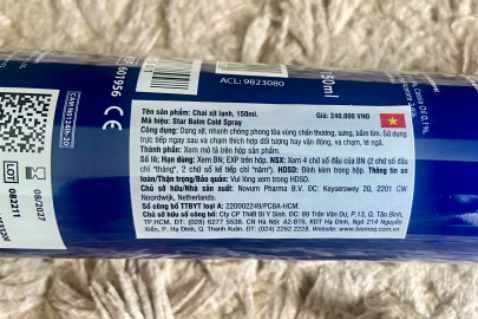 REF 601956
ACL: 9823080
150ml
LOT
082211
08/2027
Tên sản phẩm: Chai xịt lạnh, 150mL
Giá: 240.000 VNĐ
Mã hiệu: Star Balm Cold Spray
Công dụng: Dạng xịt, nhanh chóng phong tỏa vùng chấn thương, sưng, bầm tím. Sử dụng
trực tiếp ngay sau va chạm thích hợp đối tượng hay vận động, va chạm, té ngã.
Thành phần: Xem mô tả trên hộp sản phẩm.
Số lô; Hạn dùng: Xem BN; EXP trên hộp. NSX: Xem 4 chữ số đầu của BN (2 chữ số đầu
chỉ "tháng", 2 chữ số kế tiếp chỉ "năm"). HDSD: Đính kèm trong hộp. Thông tin an
toàn/Thận trọng/Bảo quản: Vui lòng xem trong HDSD.
Chủ sở hữu/Nhà sản xuất: Novum Pharma B.V. ĐC: Keyserswey 20, 2201 CW
Noordwijk, Netherlands.
Số công bố TTBYT loại A: 220002249/PCBA-HCM.
Chủ sở hữu số công bố: Cty CP Thiết Bị Y Sinh. ĐC: 89 Trần Văn Dư, P.13, Q. Tân Bình,
TP HCM. ĐT: (028) 6277 5538. CN Hà Nội: A2-BT6, KĐT Hạ Đình, Ngõ 214 Nguyễn
Xiển, P. Hạ Đình, Q. Thanh Xuân. ĐT: (024) 2262 2228. Website: www.biomeq.com.vn